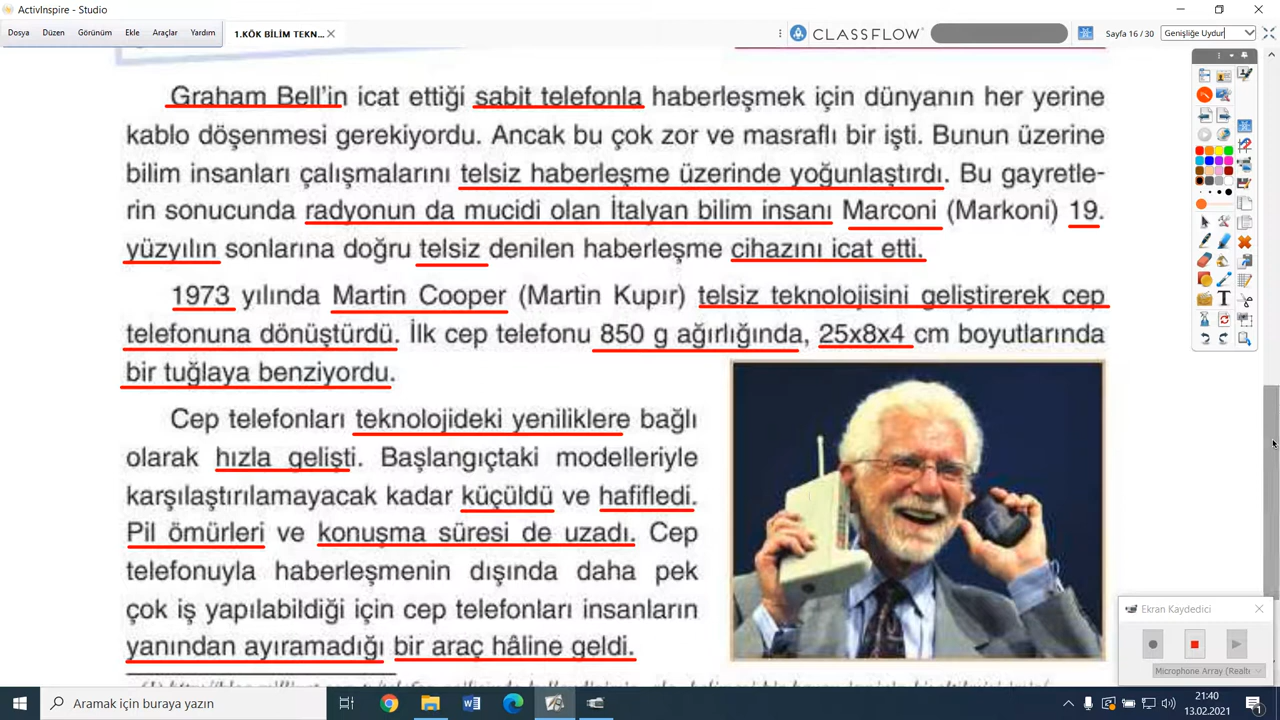 ActivInspire - Studio
Dosya Düzen Görünüm Ekle Araçlar Yardım
1.KÖK BİLİM TEKN...
CLASSFLOW
Sayfa 16 / 30
Genişliğe Uydur
Graham Bell'in icat ettiği sabit telefonla haberleşmek için dünyanın her yerine
kablo döşenmesi gerekiyordu. Ancak bu çok zor ve masraflı bir işti. Bunun üzerine
bilim insanları çalışmalarını telsiz haberleşme üzerinde yoğunlaştırdı. Bu gayretle-
rin sonucunda radyonun da mucidi olan İtalyan bilim insanı Marconi (Markoni) 19.
yüzyılın sonlarına doğru telsiz denilen haberleşme cihazını icat etti.
1973 yılında Martin Cooper (Martin Kupır) telsiz teknolojisini geliştirerek cep
telefonuna dönüştürdü. İlk cep telefonu 850 g ağırlığında, 25x8x4 cm boyutlarında
bir tuğlaya benziyordu.
Cep telefonları teknolojideki yeniliklere bağlı
olarak hızla gelişti. Başlangıçtaki modelleriyle
karşılaştırılamayacak kadar küçüldü ve hafifledi.
Pil ömürleri ve konuşma süresi de uzadı. Cep
telefonuyla haberleşmenin dışında daha pek
çok iş yapılabildiği için cep telefonları insanların
yanından ayıramadığı bir araç hâline geldi.
Ekran Kaydedici
Microphone Array (Realte
Aramak için buraya yazın
21:40
13.02.2021
1